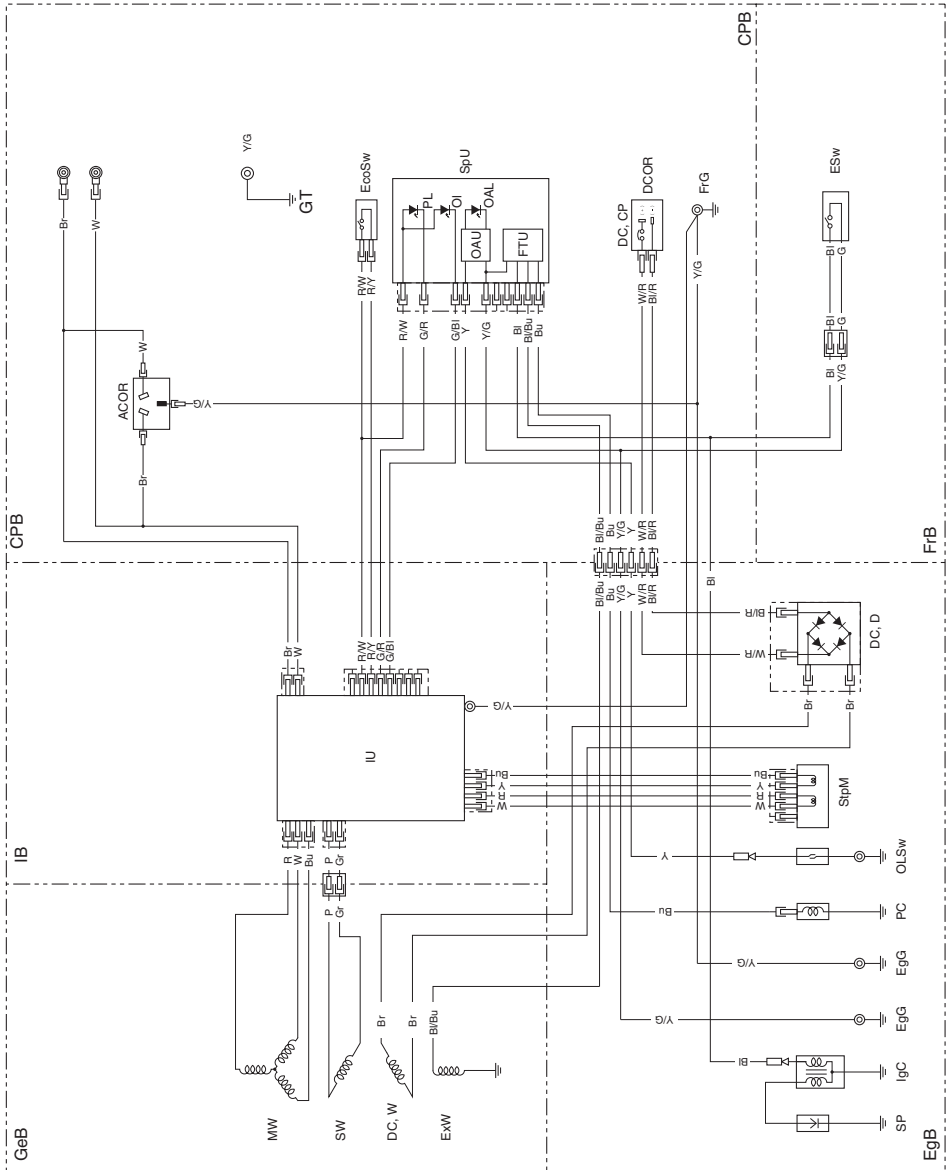 CPB
CPB
Br
W
Y/G
GT
EcoSw
SpU
PL
OI
OAL
OAU
FTU
DC, CP
DCOR
FrG
ESw
R/W
R/Y
R/W
G/R
G/Bl
Y
Y/G
Bl
Bl/Bu
Bu
W/R
Bl/R
Y/G
Bl
G
Bl
G
Bl
Y/G
W
ACOR
Y/G
Br
Br
CPB
FrB
Bl/Bu
Bu
Y/G
Y
W/R
Bl/R
Bl/Bu
Bu
Y/G
Y
W/R
Bl/R
Bl
Br
W
R/W
R/Y
G/R
G/Bl
Bl/R
W/R
DC, D
Br
Br
Y/G
IU
Bu
Y
R
W
Bu
Y
R
W
StpM
IB
R
W
Bu
P
Gr
P
Gr
Y
OLSw
Bu
PC
Y/G
EgG
Y/G
EgG
Bl
IgC
SP
Br
Br
Bl/Bu
MW
SW
DC, W
ExW
GeB
EgB